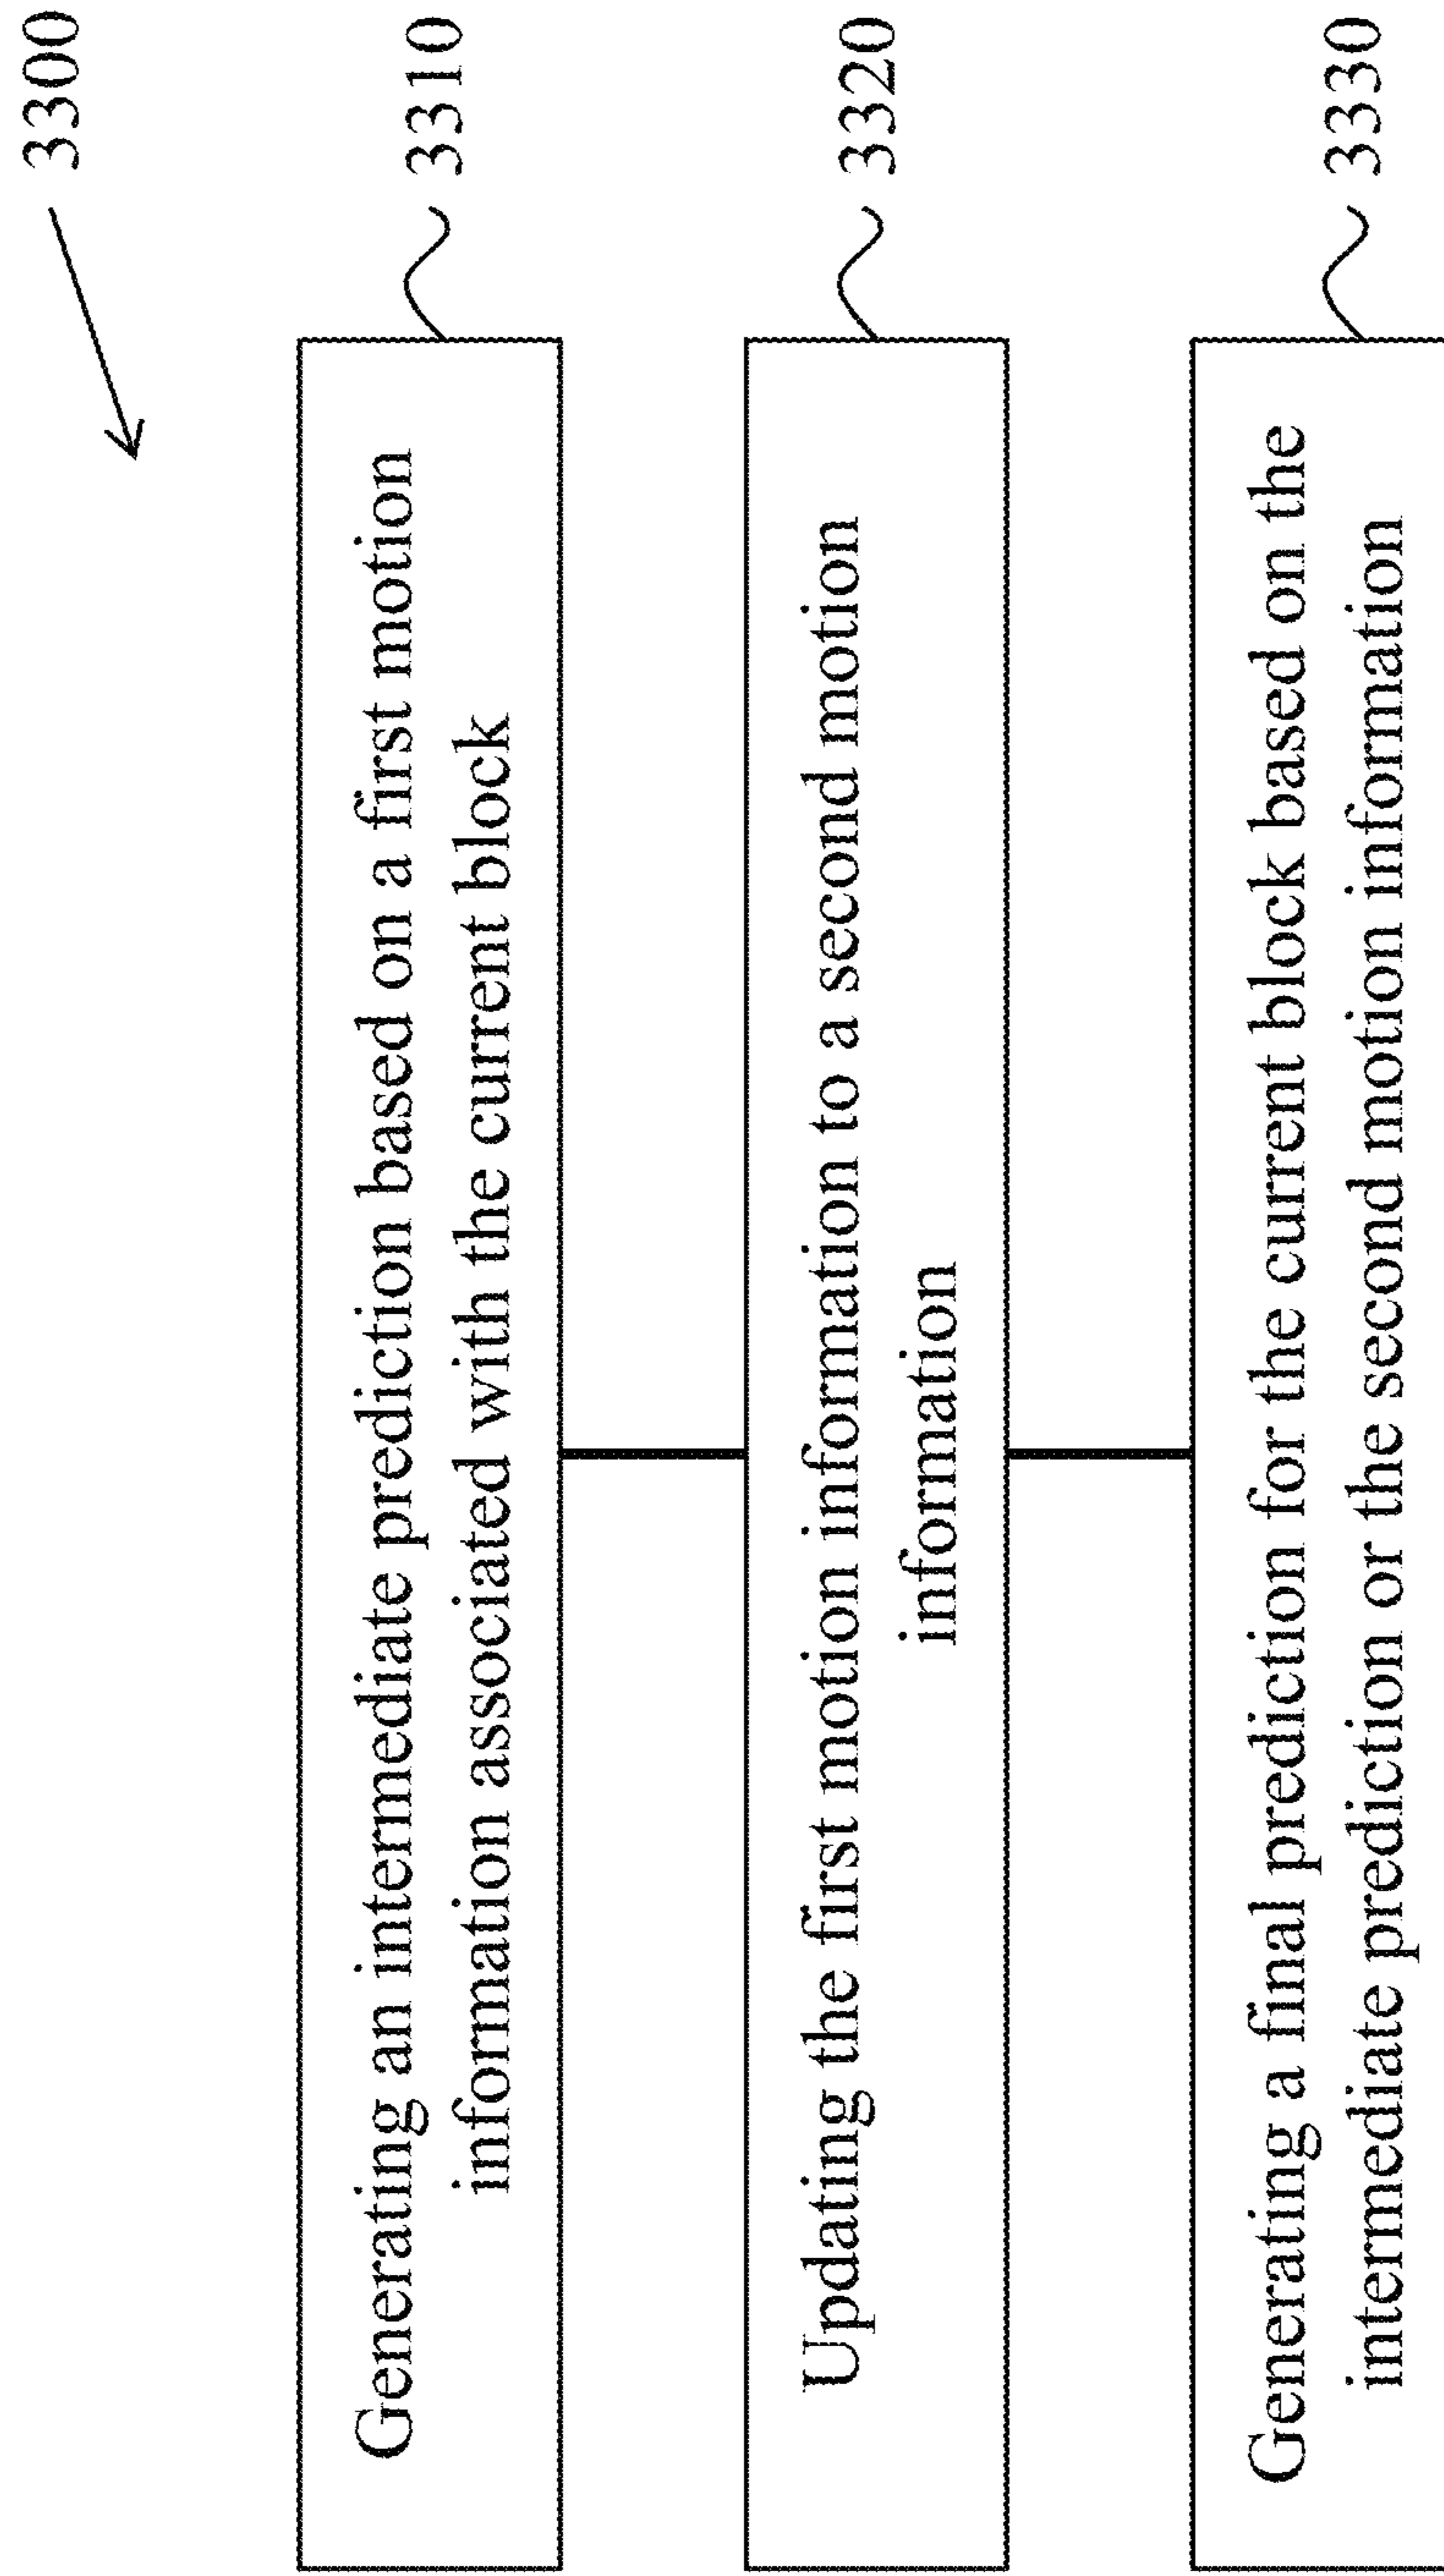 3300
Generating an intermediate prediction based on a first motion
information associated with the current block
3310
Updating the first motion information to a second motion
information
3320
Generating a final prediction for the current block based on the
intermediate prediction or the second motion information
3330